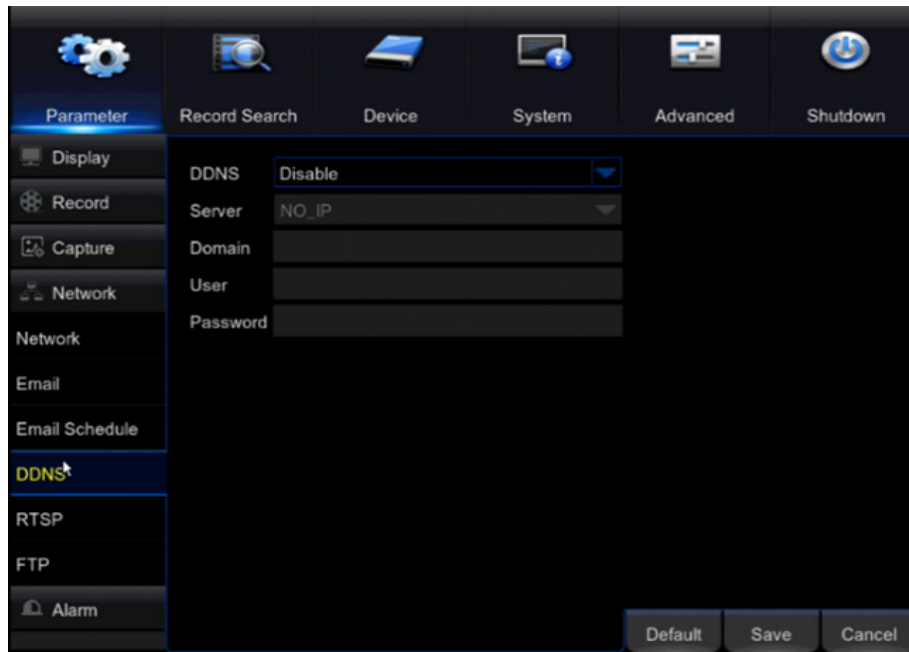 Parameter Record Search Device System Advanced Shutdown
Display
Record
Capture
Network
Network
Email
Email Schedule
DDNS
RTSP
FTP
Alarm
DDNS Disable
Server NO_IP
Domain
User
Password
Default Save Cancel